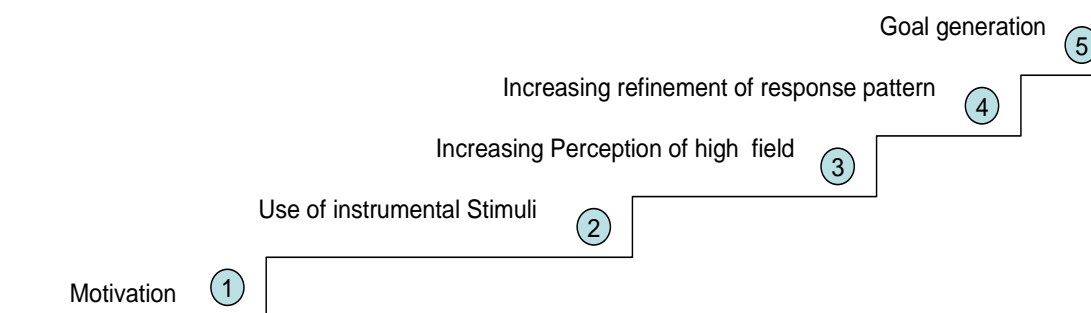 Goal generation
5
Increasing refinement of response pattern
4
Increasing Perception of high field
3
Use of instrumental Stimuli
2
Motivation
1